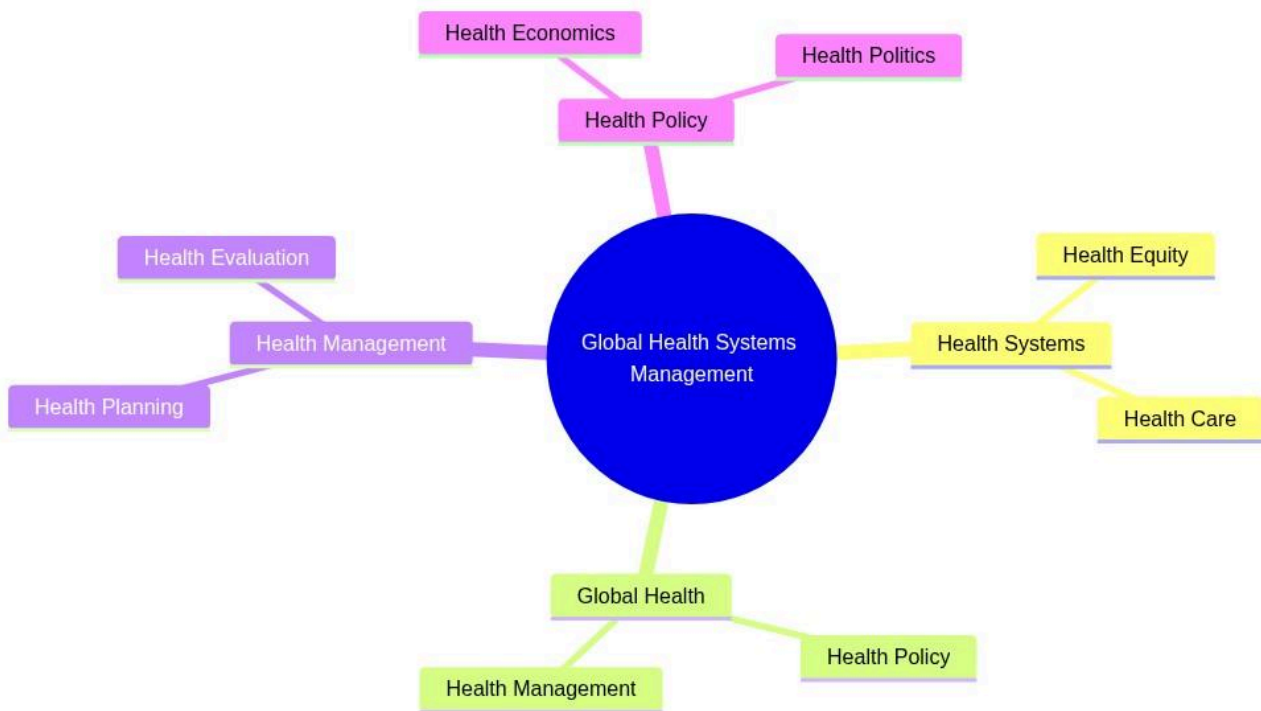 Health Economics
Health Politics
Health Policy
Health Evaluation
Health Management
Health Planning
Global Health Systems
Management
Health Equity
Health Systems
Health Care
Global Health
Health Policy
Health Management